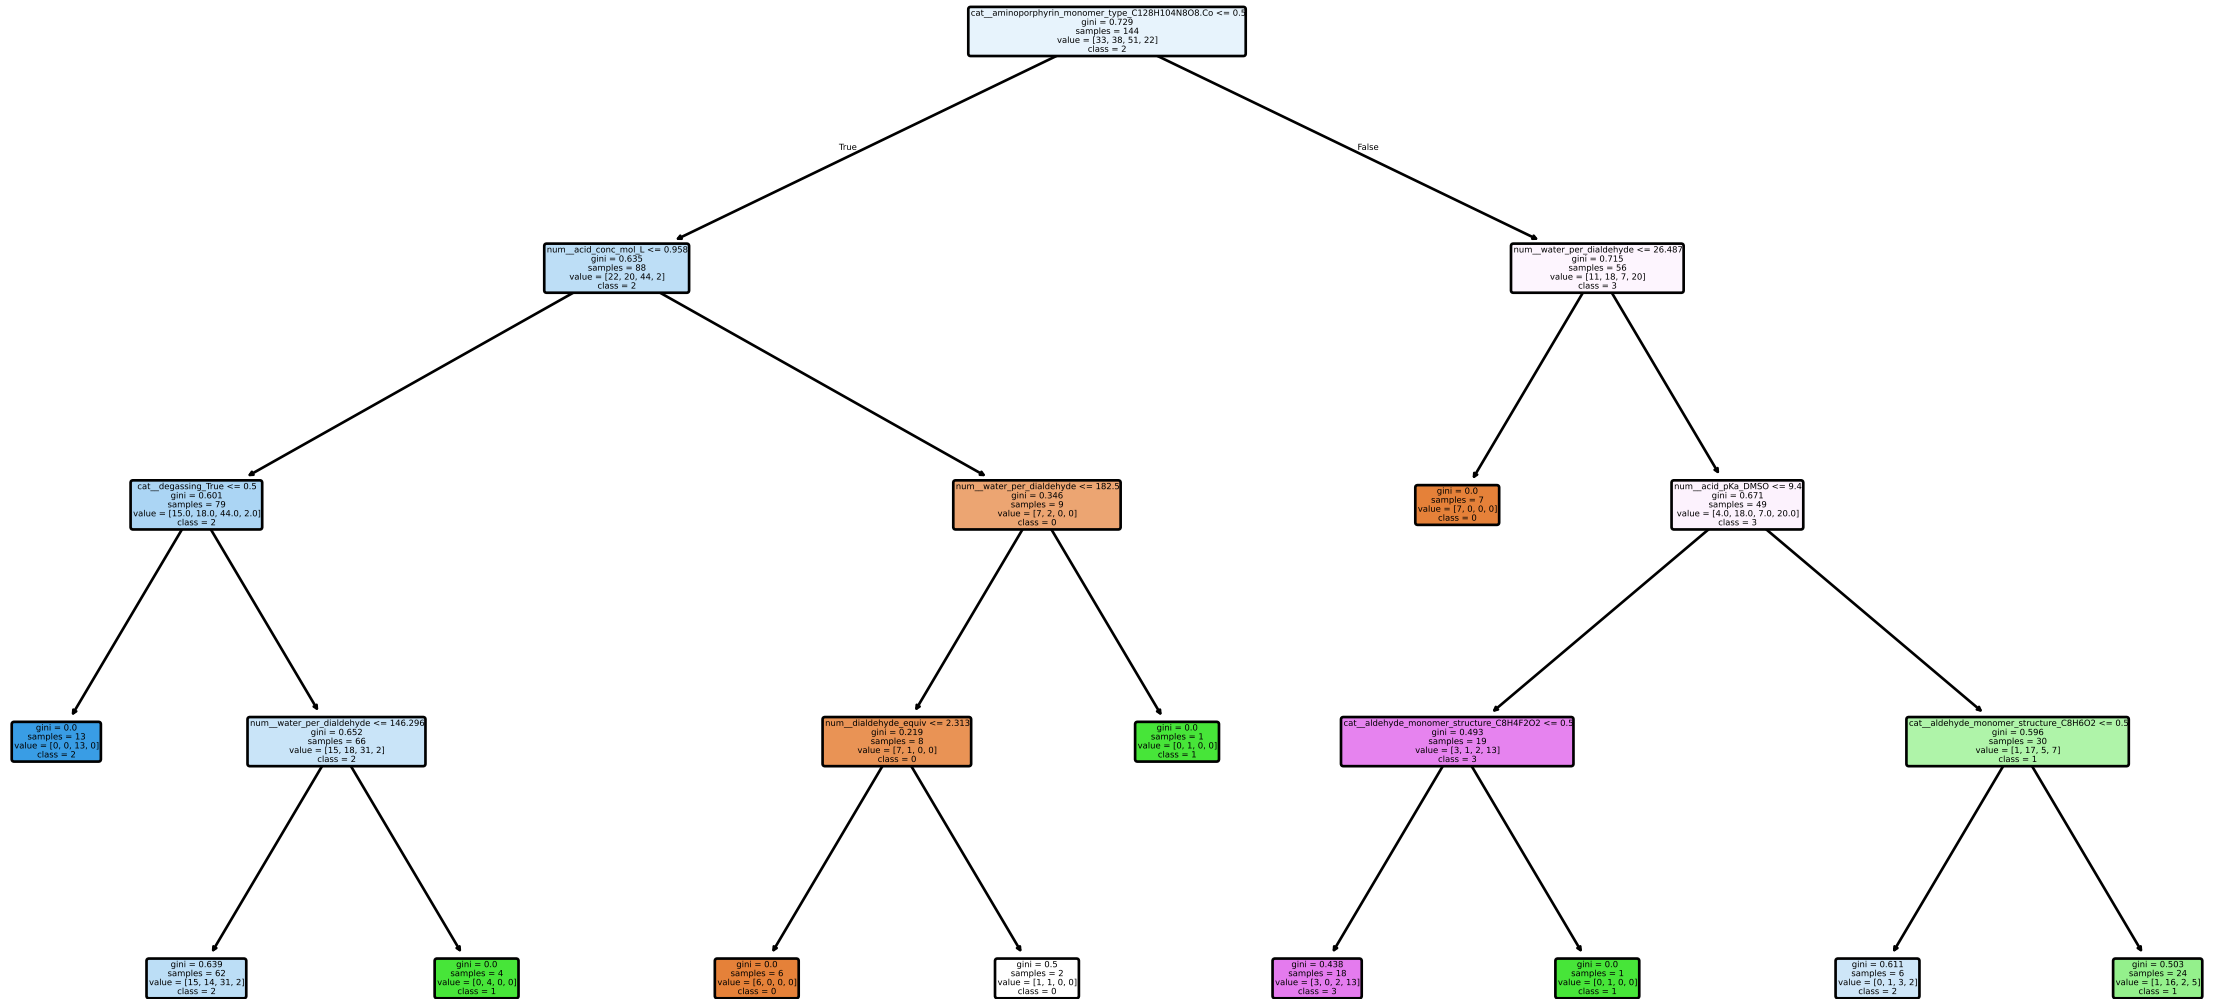 cat__aminoporphyrin_monomer_type_C128H104N8O8.Co <= 0.5
gini = 0.729
samples = 144
value = [33, 38, 51, 22]
class = 2
True
False
num__acid_conc_mol_L <= 0.958
gini = 0.635
samples = 88
value = [22, 20, 44, 2]
class = 2
num__water_per_dialdehyde <= 26.487
gini = 0.715
samples = 56
value = [11, 18, 7, 20]
class = 3
cat__degassing_True <= 0.5
gini = 0.601
samples = 79
value = [15.0, 18.0, 44.0, 2.0]
class = 2
num__water_per_dialdehyde <= 182.5
gini = 0.346
samples = 9
value = [7, 2, 0, 0]
class = 0
gini = 0.0
samples = 7
value = [7, 0, 0, 0]
class = 0
num__acid_pKa_DMSO <= 9.4
gini = 0.671
samples = 49
value = [4.0, 18.0, 7.0, 20.0]
class = 3
gini = 0.0
samples = 13
value = [0, 0, 13, 0]
class = 2
num__water_per_dialdehyde <= 146.296
gini = 0.652
samples = 66
value = [15, 18, 31, 2]
class = 2
num__dialdehyde_equiv <= 2.313
gini = 0.219
samples = 8
value = [7, 1, 0, 0]
class = 0
gini = 0.0
samples = 1
value = [0, 1, 0, 0]
class = 1
cat__aldehyde_monomer_structure_C8H4F2O2 <= 0.5
gini = 0.493
samples = 19
value = [3, 1, 2, 13]
class = 3
cat__aldehyde_monomer_structure_C8H6O2 <= 0.5
gini = 0.596
samples = 30
value = [1, 17, 5, 7]
class = 1
gini = 0.639
samples = 62
value = [15, 14, 31, 2]
class = 2
gini = 0.0
samples = 4
value = [0, 4, 0, 0]
class = 1
gini = 0.0
samples = 6
value = [6, 0, 0, 0]
class = 0
gini = 0.5
samples = 2
value = [1, 1, 0, 0]
class = 0
gini = 0.438
samples = 18
value = [3, 0, 2, 13]
class = 3
gini = 0.0
samples = 1
value = [0, 1, 0, 0]
class = 1
gini = 0.611
samples = 6
value = [0, 1, 3, 2]
class = 2
gini = 0.503
samples = 24
value = [1, 16, 2, 5]
class = 1